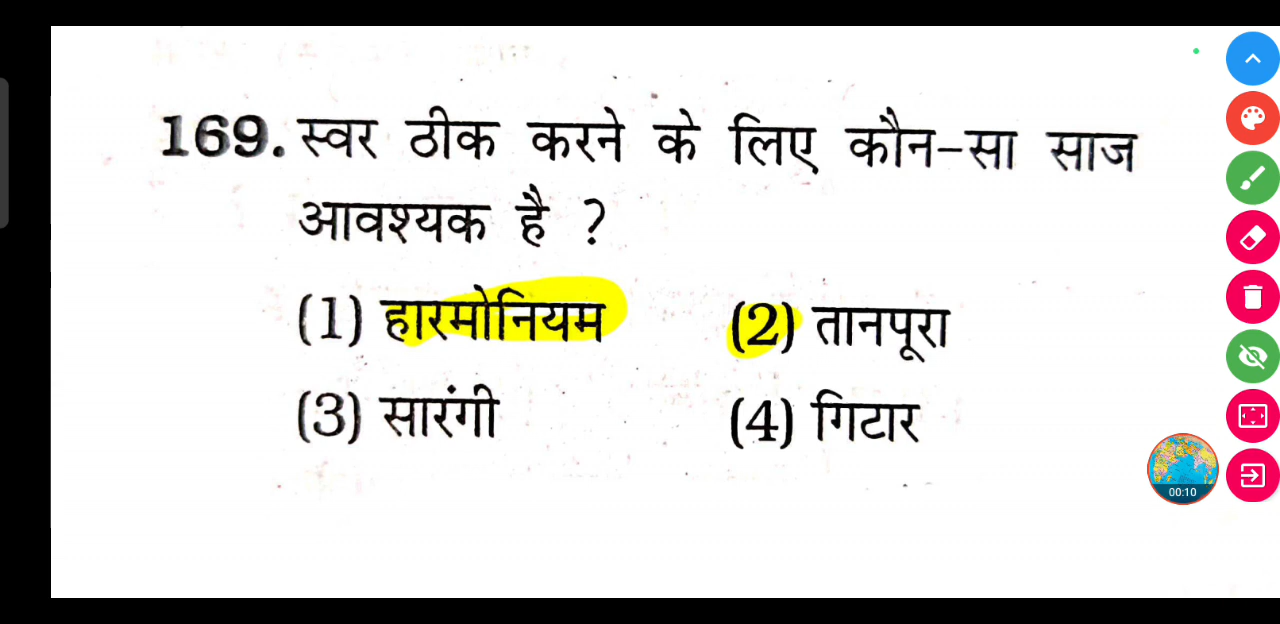 169. स्वर ठीक करने के लिए कौन-सा साज
आवश्यक है ?
(1) हारमोनियम (2) तानपूरा
(3) सारंगी (4) गिटार
00:10